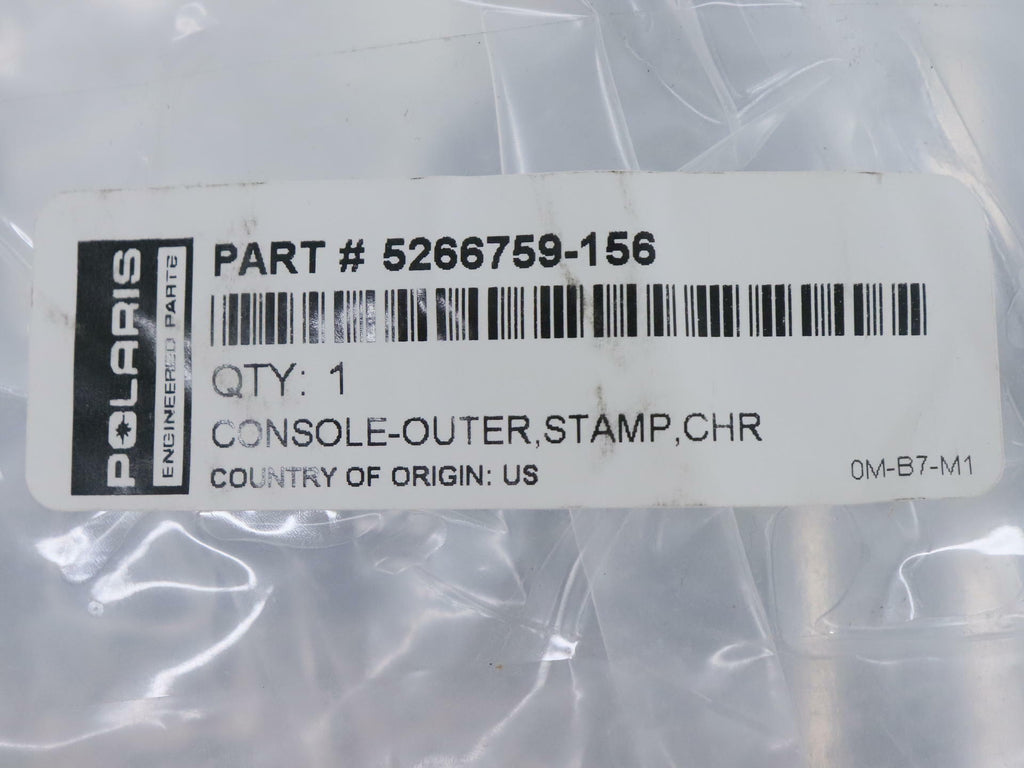 POLARIS
ENGINEERED PARTS
PART # 5266759-156
QTY: 1
CONSOLE-OUTER,STAMP,CHR
COUNTRY OF ORIGIN: US
0M-B7-M1